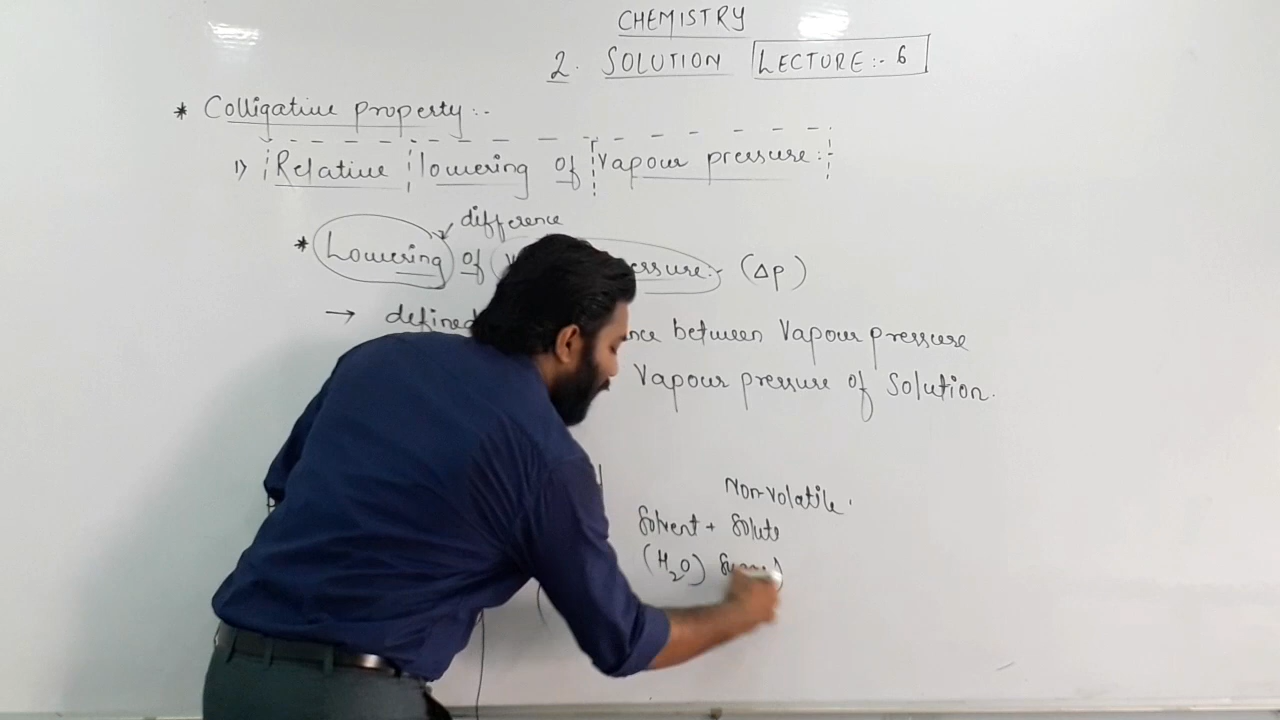 CHEMISTRY
2. SOLUTION LECTURE:- 6
* Colligative property:-
1) Relative lowering of Vapour pressure:-
difference
* Lowering of (Δp)
→ defined between Vapour pressure
Vapour pressure of Solution.
Non-volatile.
Solvent + Solute
(H₂O)